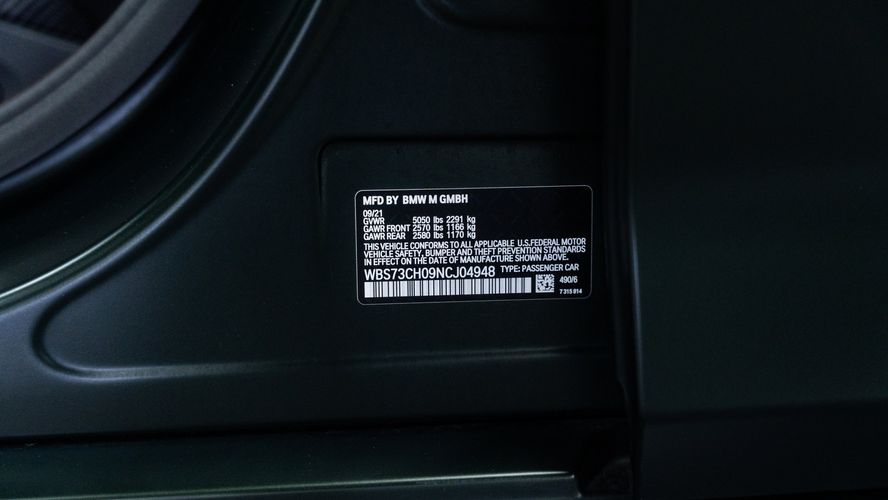 MFD BY BMW M GMBH
09/21
GVWR 5050 lbs 2291 kg
GAWR FRONT 2570 lbs 1166 kg
GAWR REAR 2580 lbs 1170 kg
THIS VEHICLE CONFORMS TO ALL APPLICABLE U.S.FEDERAL MOTOR
VEHICLE SAFETY, BUMPER AND THEFT PREVENTION STANDARDS
IN EFFECT ON THE DATE OF MANUFACTURE SHOWN ABOVE.
WBS73CH09NCJ04948 TYPE: PASSENGER CAR
490/6
7 315 814